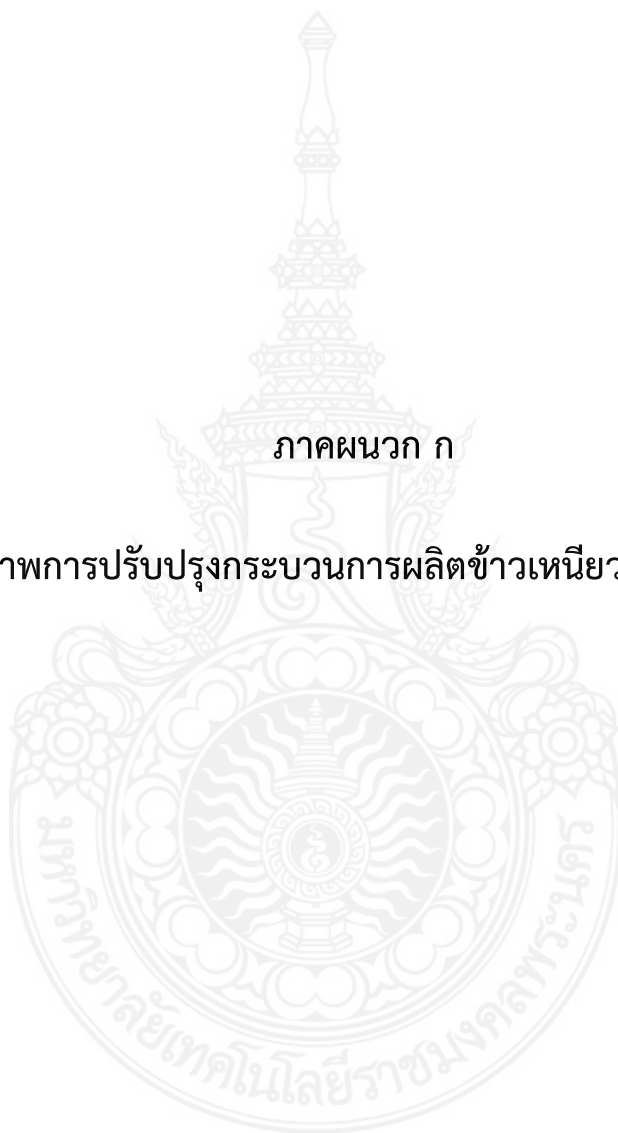 ภาคผนวก ก
าพการปรับปรุงกระบวนการผลิตข้าวเหนียว
มหาวิทยาลัยเทคโนโลยีราชมงคลพระนคร